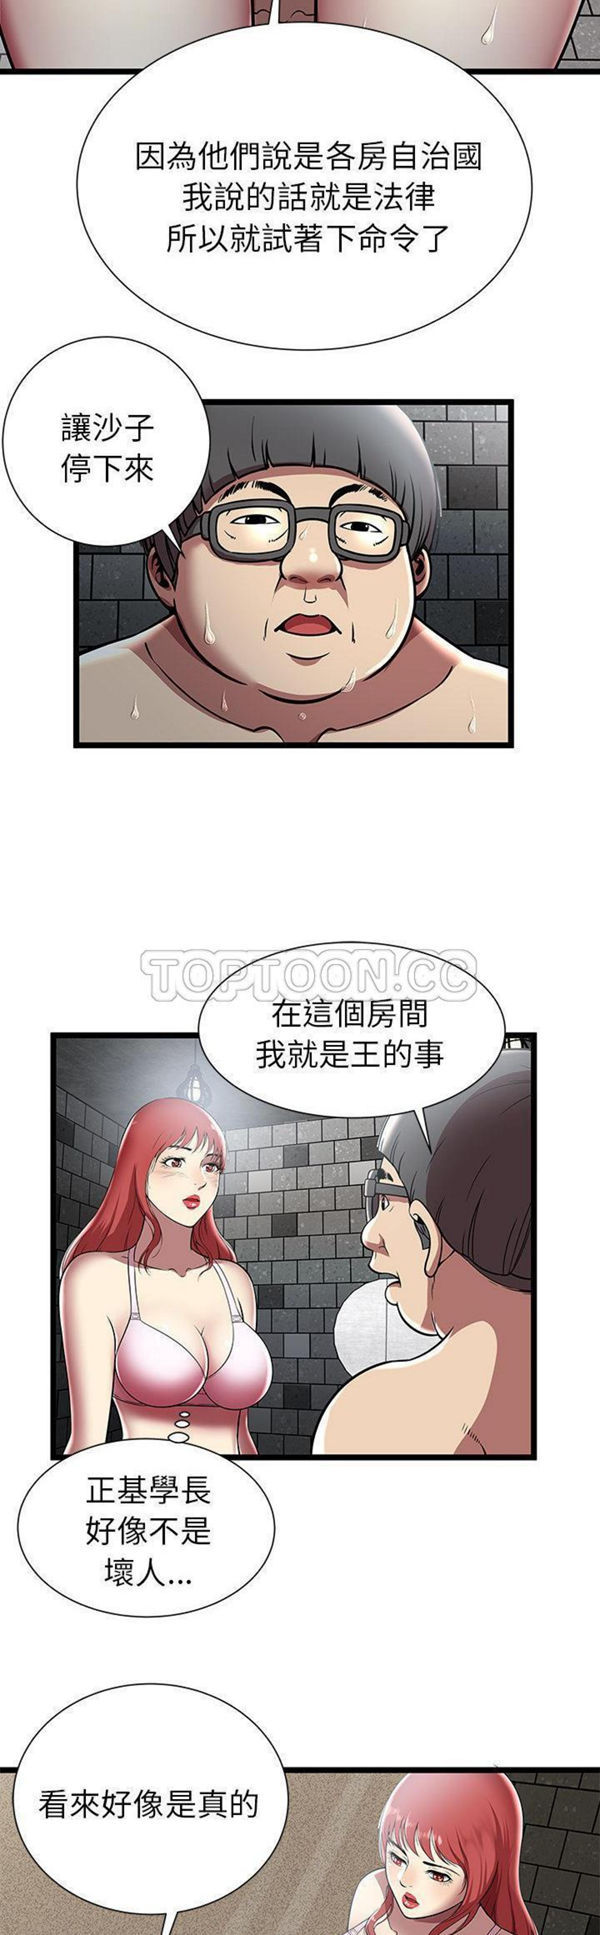 因為他們說是各房自治國
我說的話就是法律
所以就試著下命令了
讓沙子
停下來
TOPTOON.CC
在這個房間
我就是王的事
正基學長
好像不是
壞人...
看來好像是真的